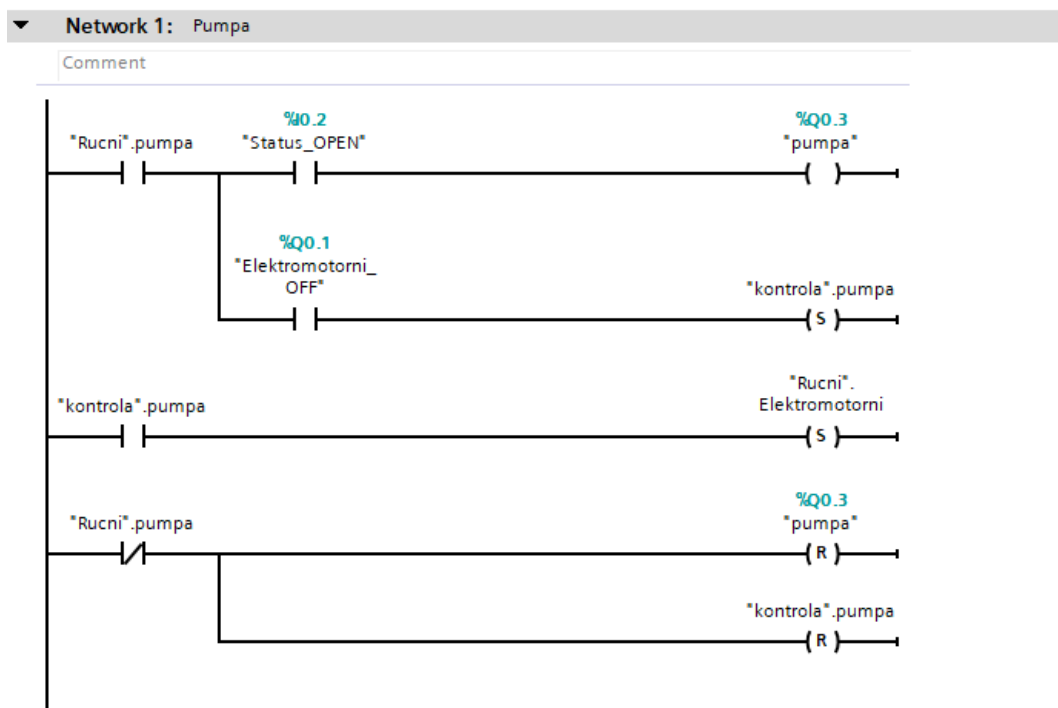 Network 1: Pumpa
Comment
%I0.2
%Q0.3
"Rucni".pumpa
"Status_OPEN"
"pumpa"
%Q0.1
"Elektromotorni_
OFF"
"kontrola".pumpa
S
"Rucni".
"kontrola".pumpa
Elektromotorni
S
%Q0.3
"Rucni".pumpa
"pumpa"
R
"kontrola".pumpa
R